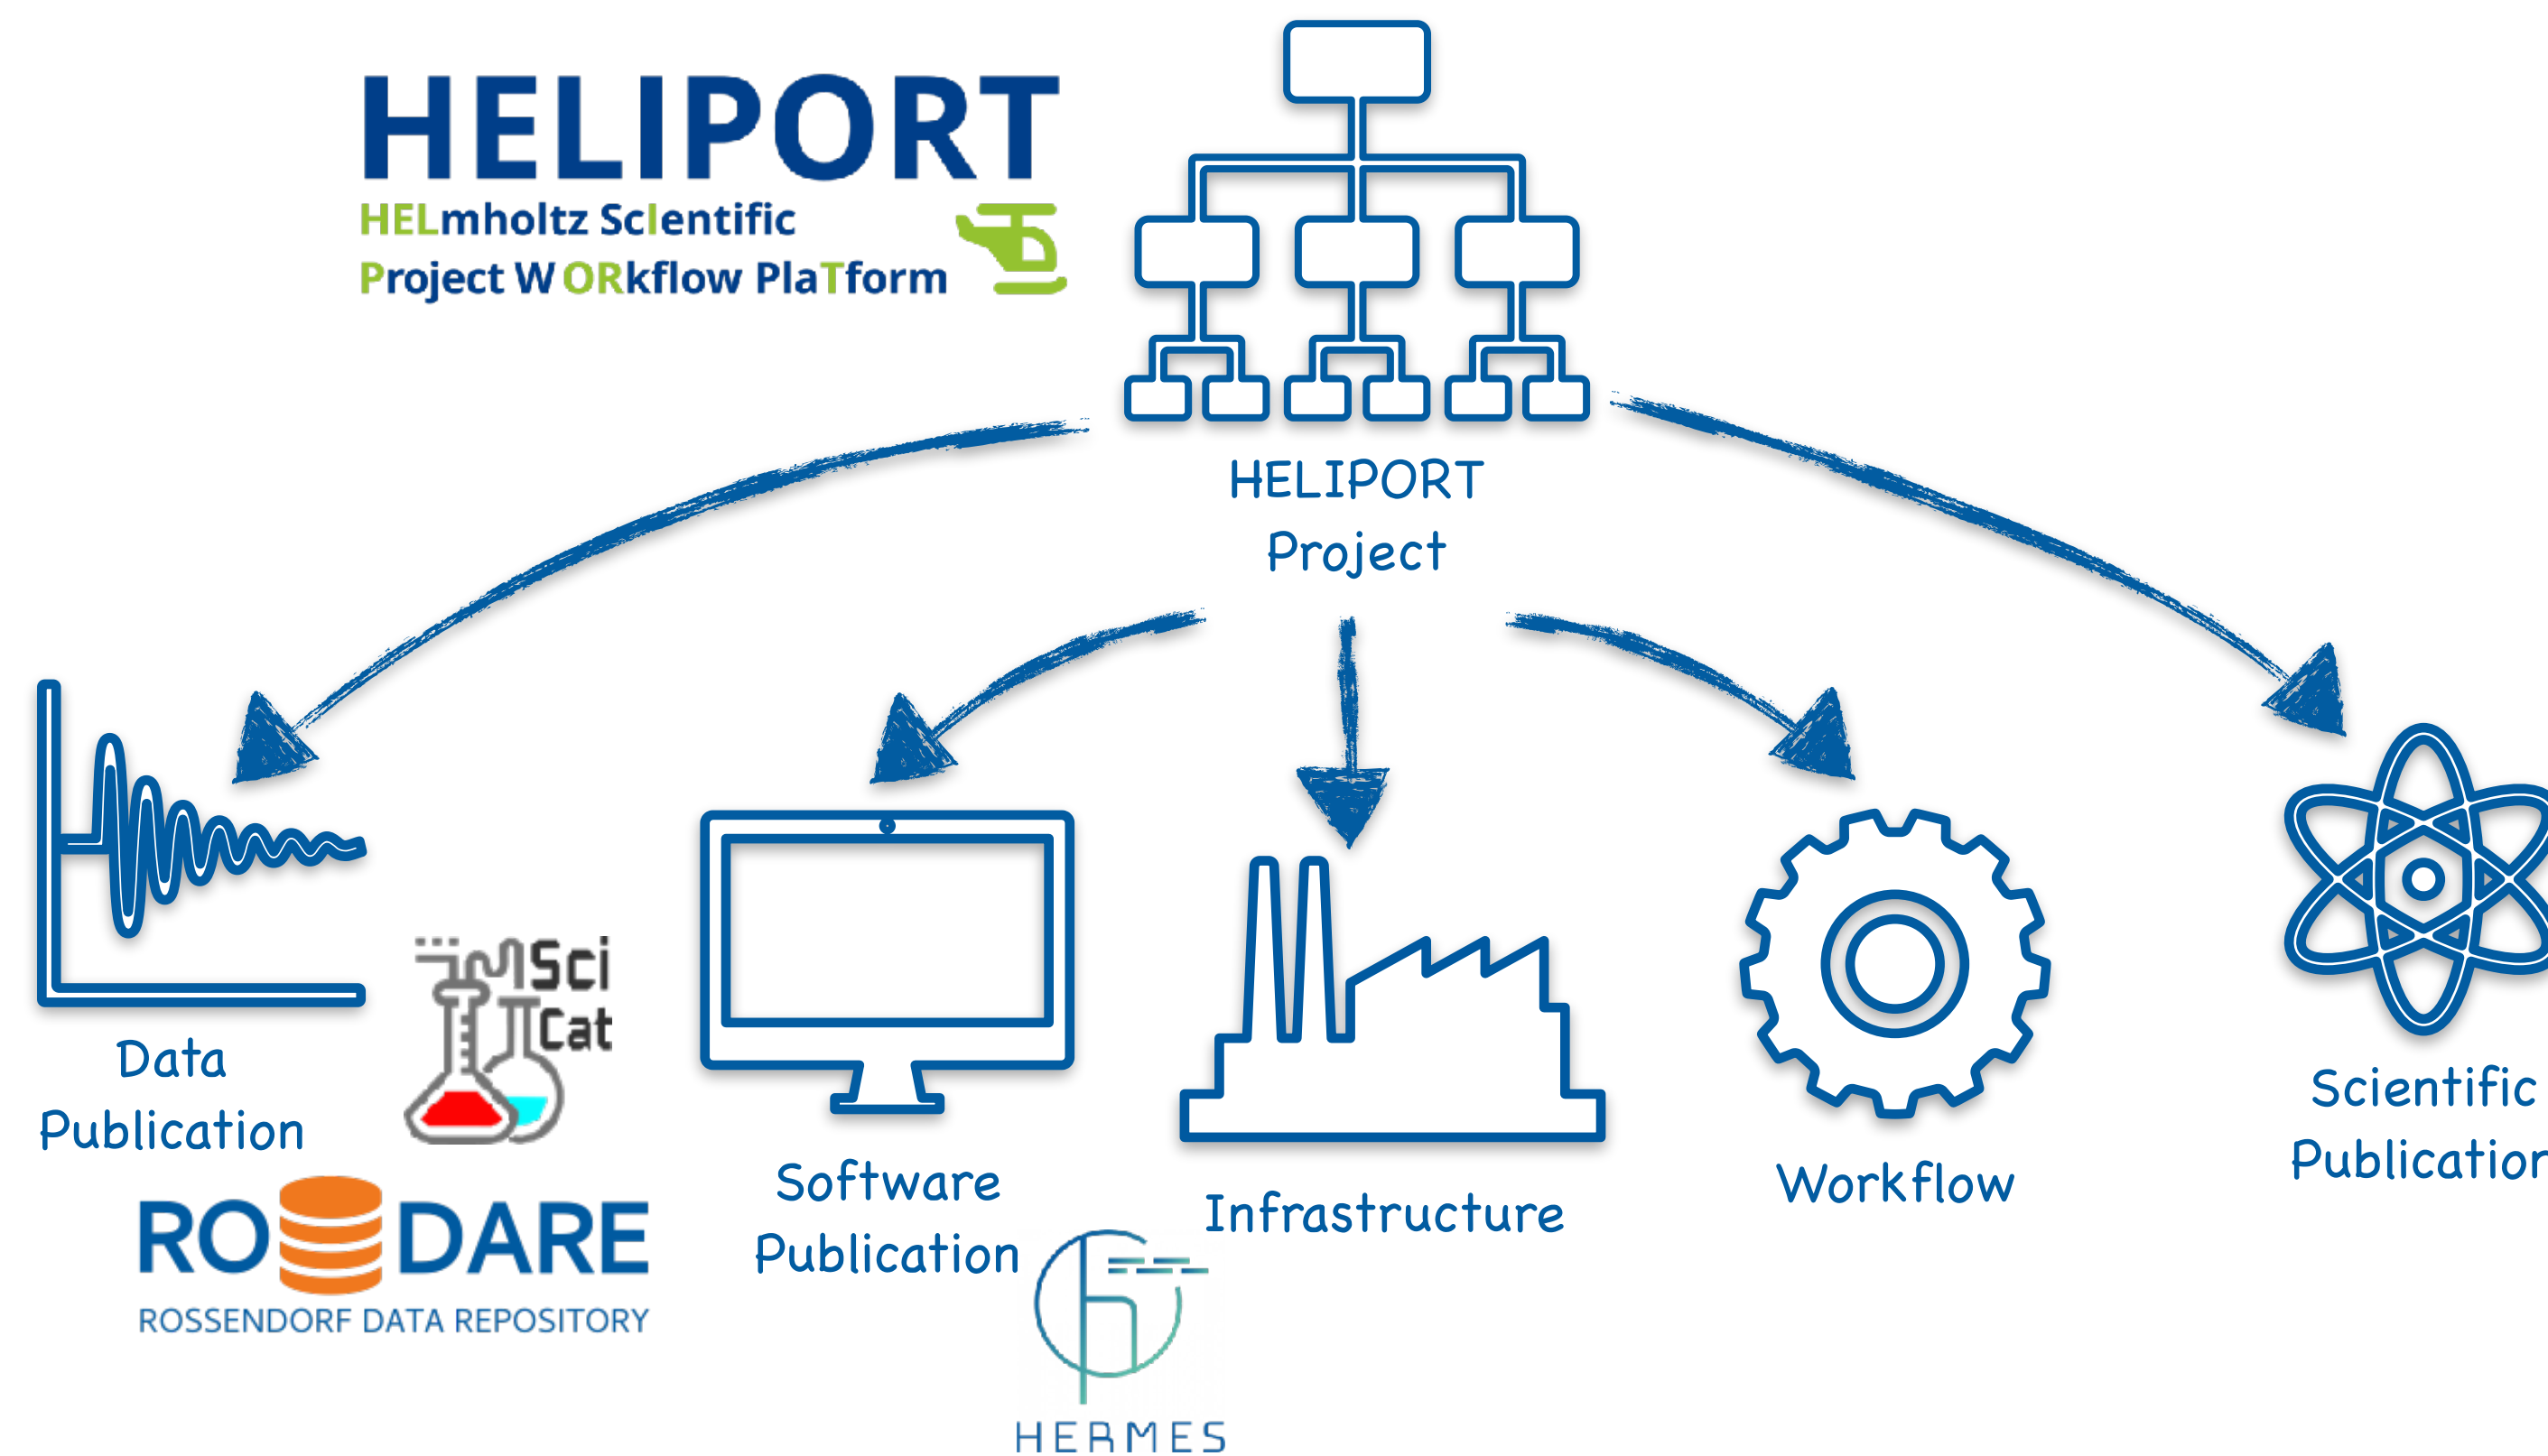 HELIPORT
HELmholtz ScIentific
Project WORkflow PlaTform
HELIPORT
Project
Data
Publication
Sci
Cat
RODARE
ROSSENDORF DATA REPOSITORY
Software
Publication
HERMES
Infrastructure
Workflow
Scientific
Publication